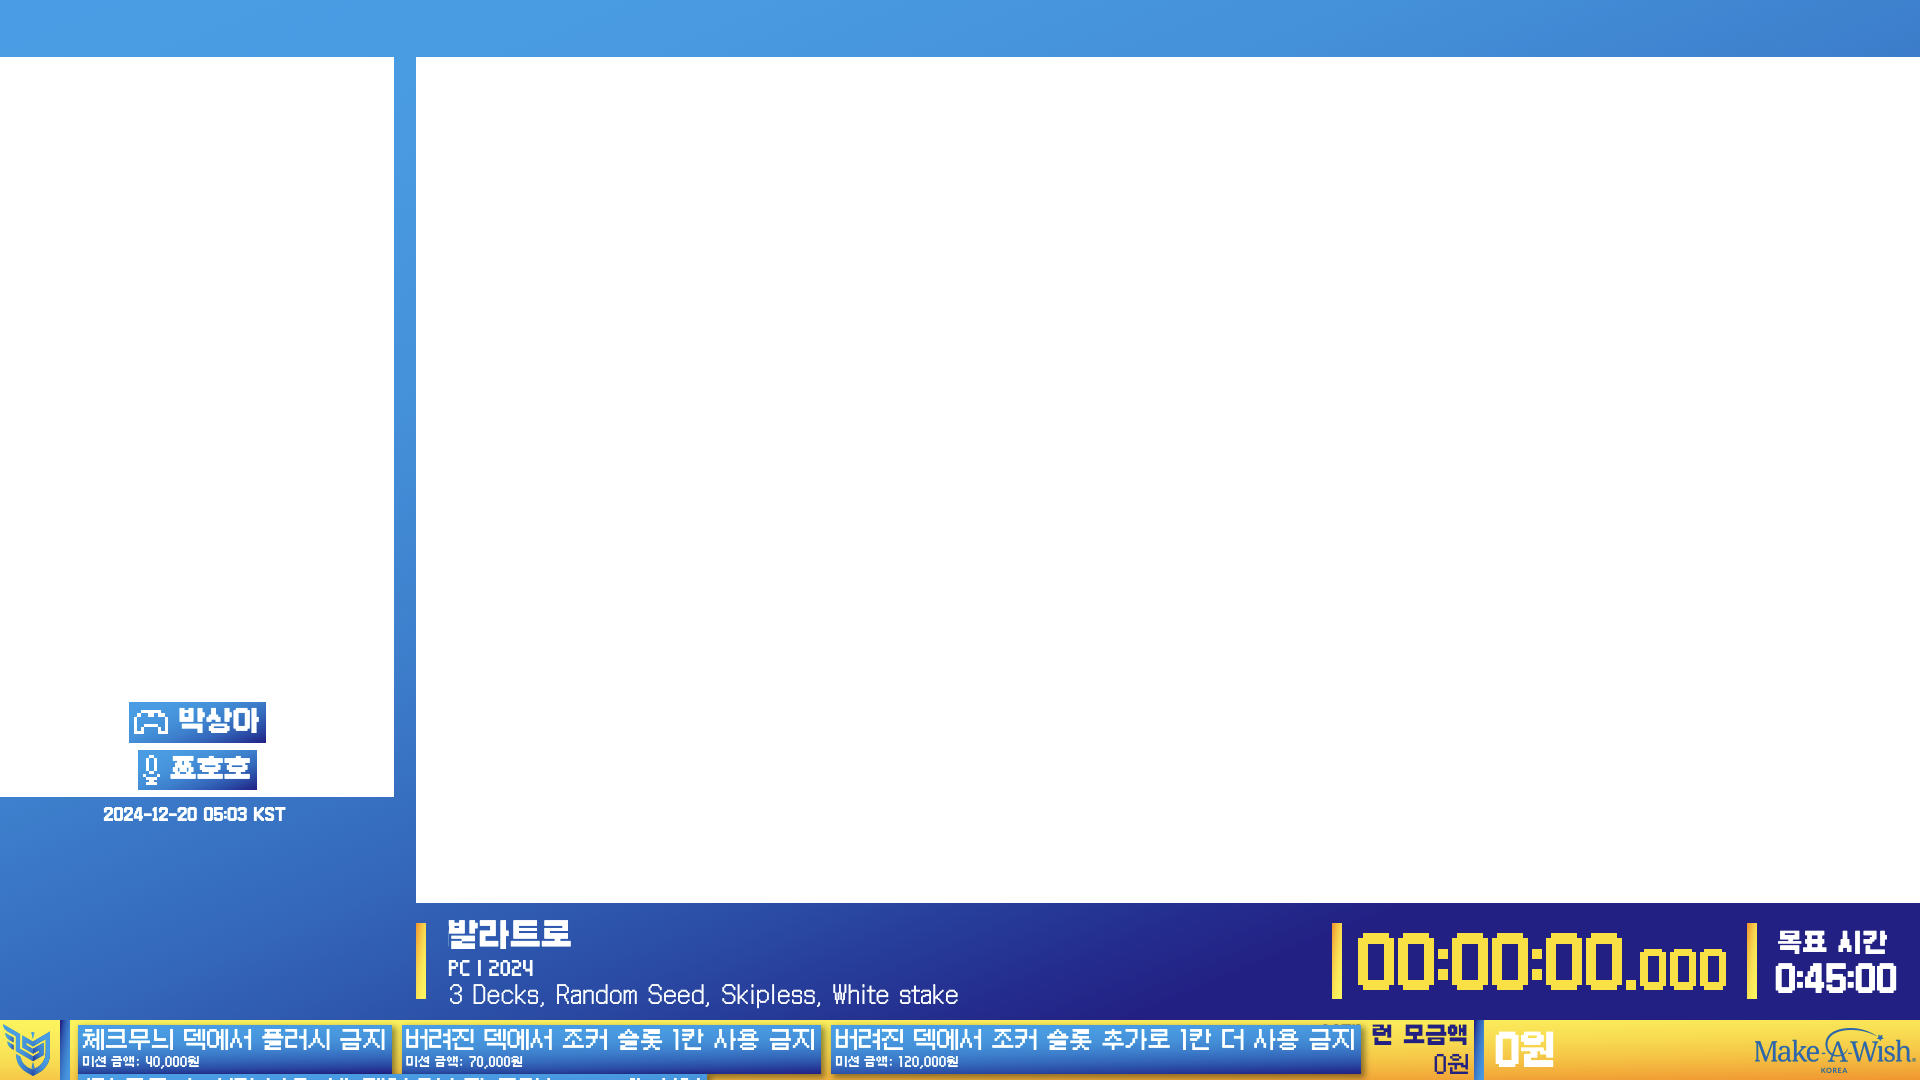 박상아
죠호호
2024-12-20 05:03 KST
발라트로
PC | 2024
3 Decks, Random Seed, Skipless, White stake
00:00:00.000
목표 시간
0:45:00
체크무늬 덱에서 플러시 금지
미션 금액: 40,000원
버려진 덱에서 조커 슬롯 1칸 사용 금지
미션 금액: 70,000원
버려진 덱에서 조커 슬롯 추가로 1칸 더 사용 금지
미션 금액: 120,000원
런 모금액
0원
0원
Make-A-Wish®
KOREA